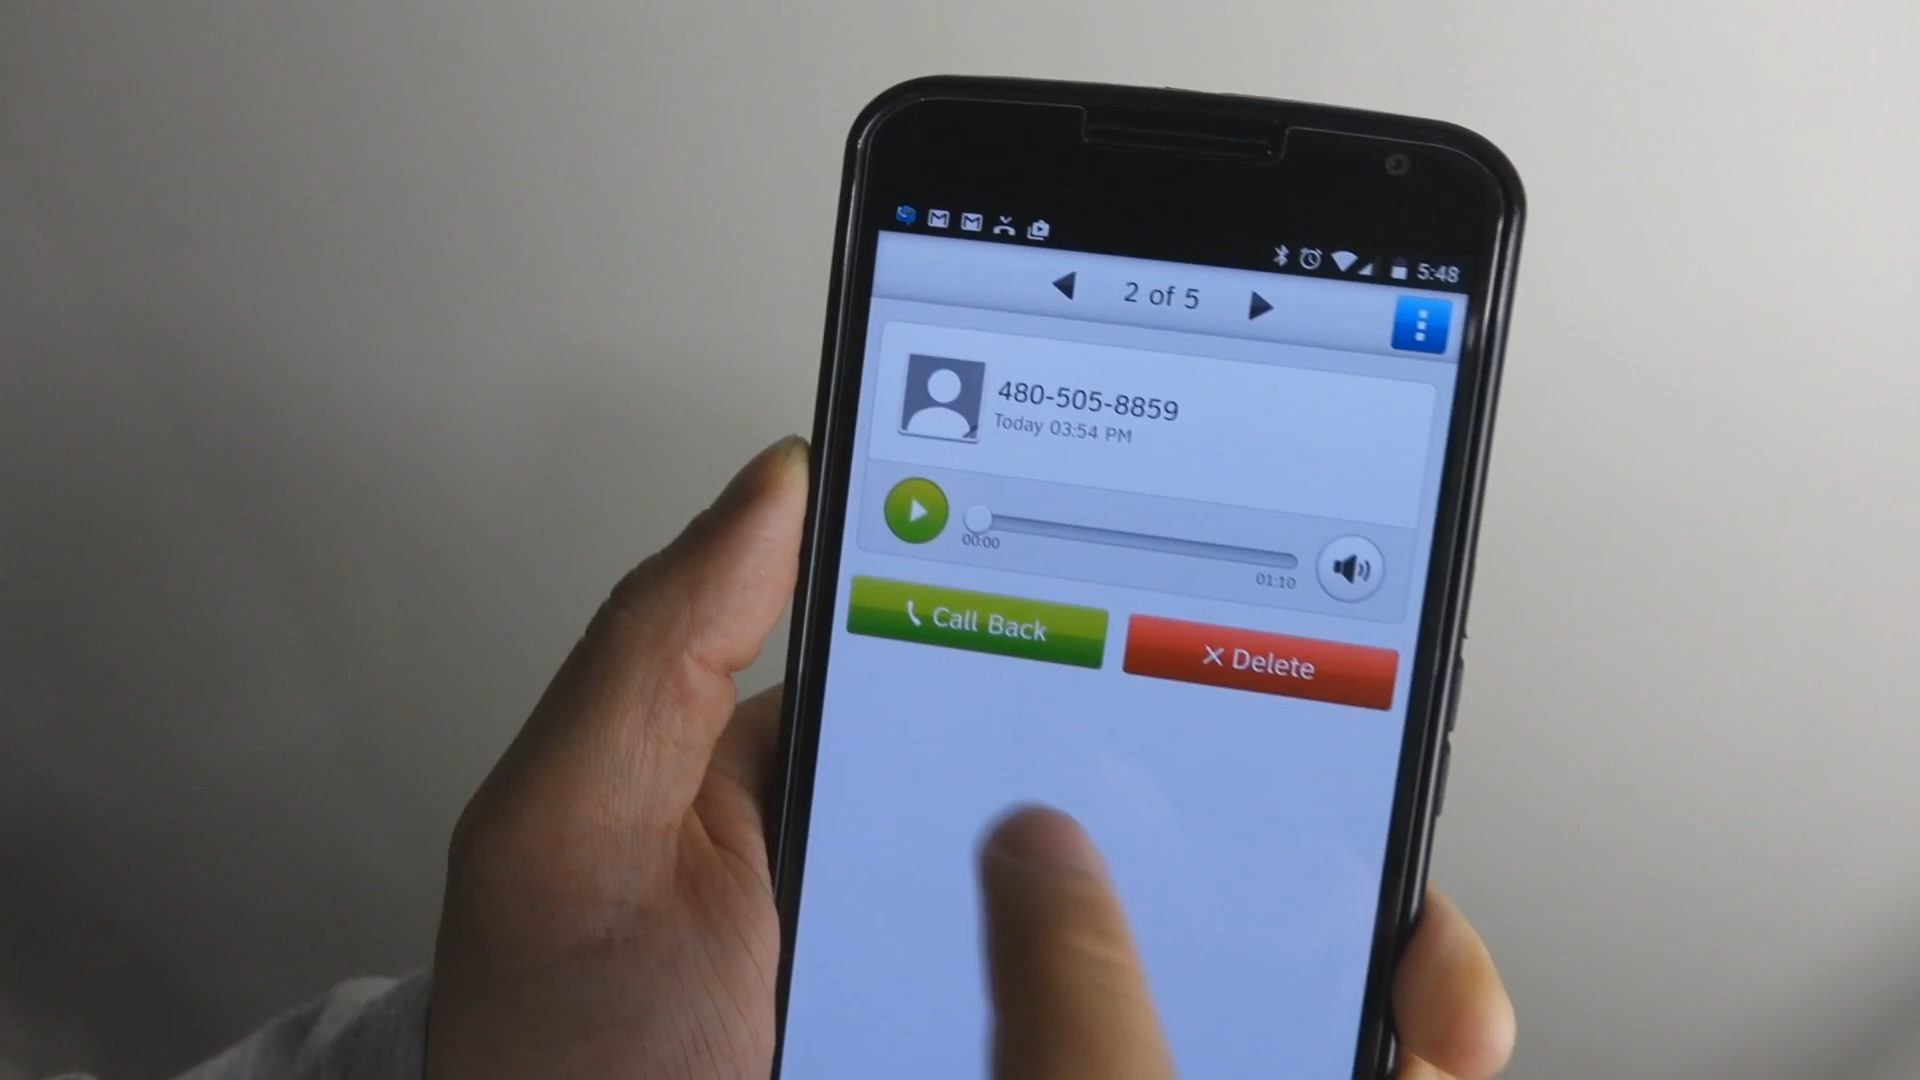 5:48
2 of 5
480-505-8859
Today 03:54 PM
00:00
01:10
Call Back
Delete